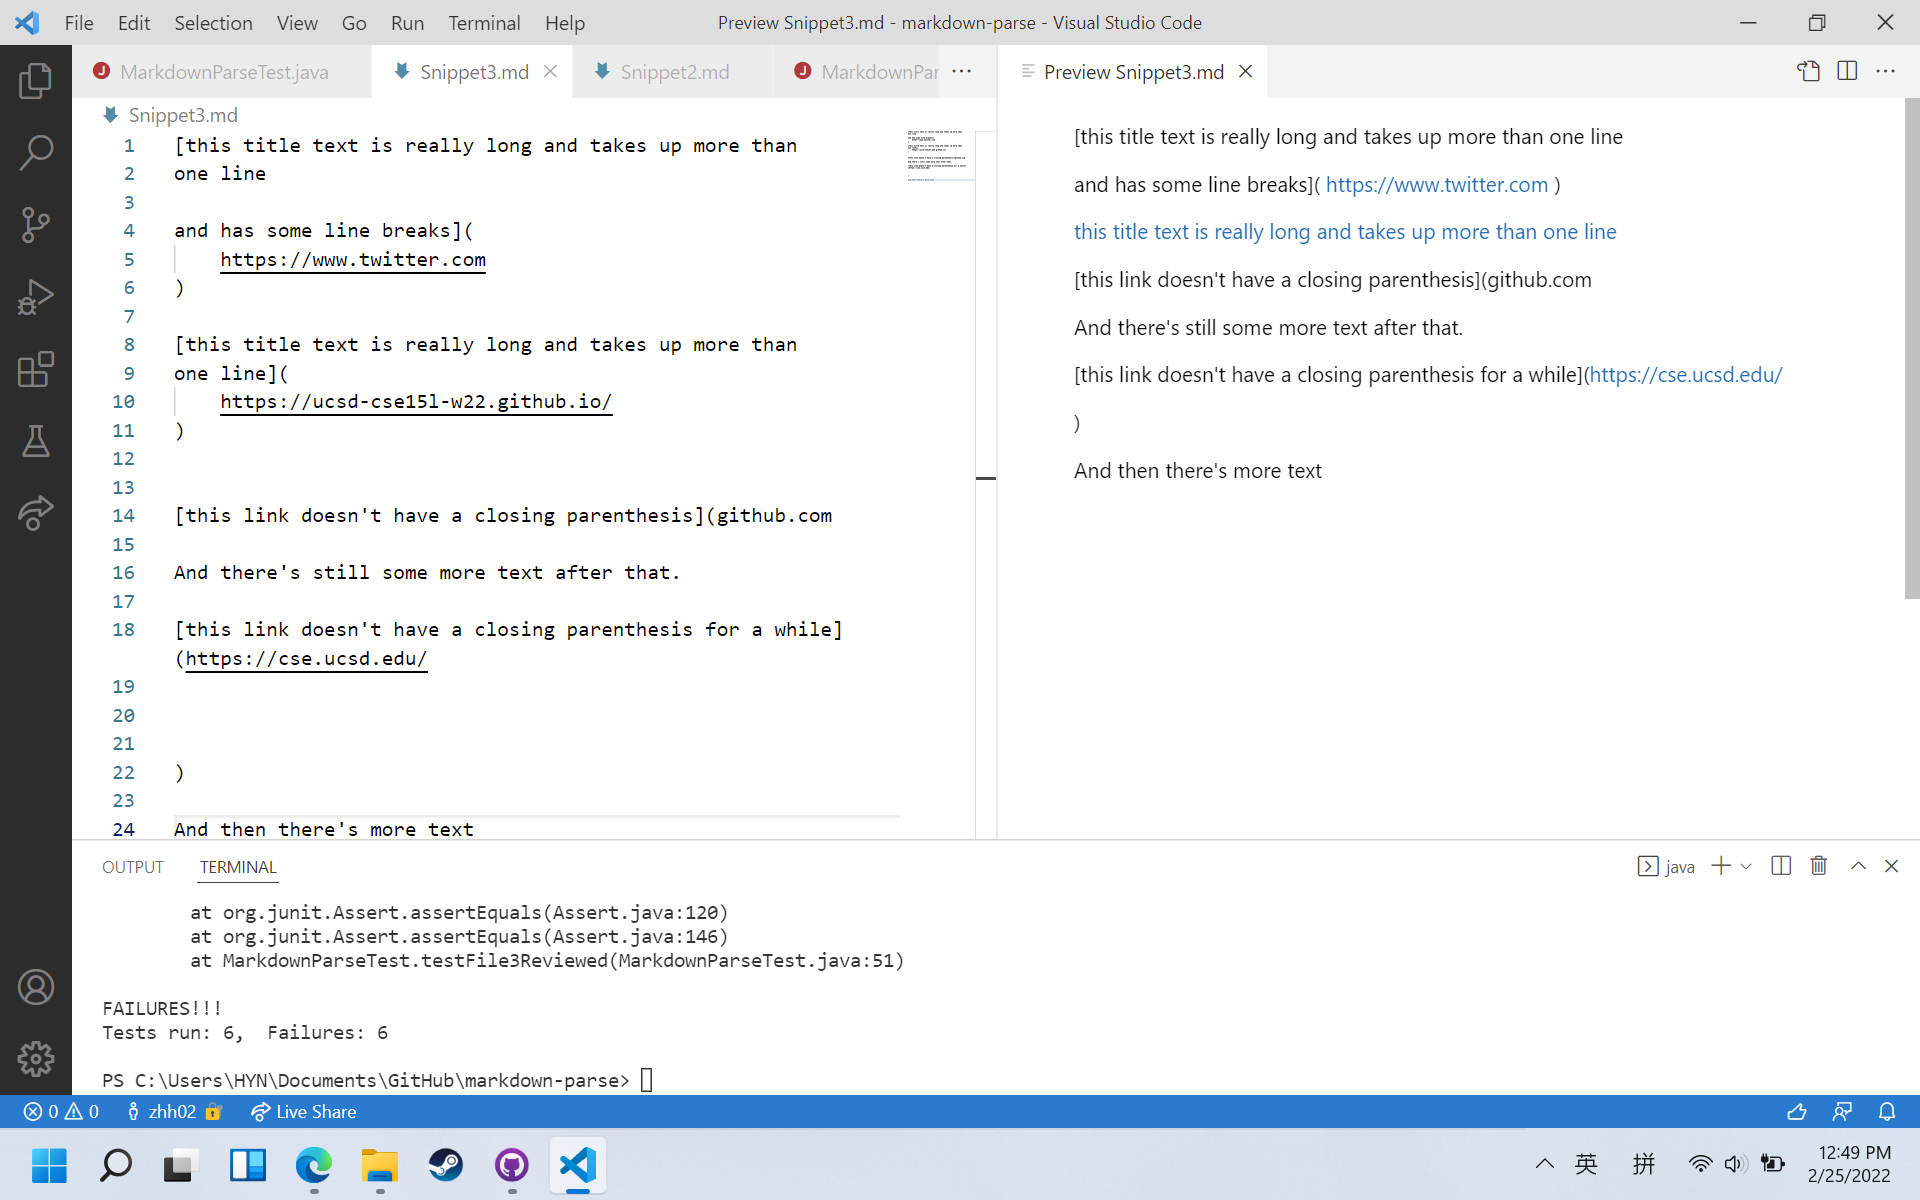 File Edit Selection View Go Run Terminal Help
Preview Snippet3.md - markdown-parse - Visual Studio Code
MarkdownParseTest.java
Snippet3.md
Snippet2.md
MarkdownPar
Preview Snippet3.md
Snippet3.md
1 [this title text is really long and takes up more than
2 one line
3
4 and has some line breaks](
5 https://www.twitter.com
6 )
7
8 [this title text is really long and takes up more than
9 one line](
10 https://ucsd-cse15l-w22.github.io/
11 )
12
13
14 [this link doesn't have a closing parenthesis](github.com
15
16 And there's still some more text after that.
17
18 [this link doesn't have a closing parenthesis for a while]
(https://cse.ucsd.edu/
19
20
21
22 )
23
24 And then there's more text
[this title text is really long and takes up more than one line
and has some line breaks]( https://www.twitter.com )
this title text is really long and takes up more than one line
[this link doesn't have a closing parenthesis](github.com
And there's still some more text after that.
[this link doesn't have a closing parenthesis for a while](https://cse.ucsd.edu/
)
And then there's more text
OUTPUT TERMINAL
java
at org.junit.Assert.assertEquals(Assert.java:120)
at org.junit.Assert.assertEquals(Assert.java:146)
at MarkdownParseTest.testFile3Reviewed(MarkdownParseTest.java:51)
FAILURES!!!
Tests run: 6,  Failures: 6
PS C:\Users\HYN\Documents\GitHub\markdown-parse>
0 0 zhh02 Live Share
英 拼
12:49 PM
2/25/2022